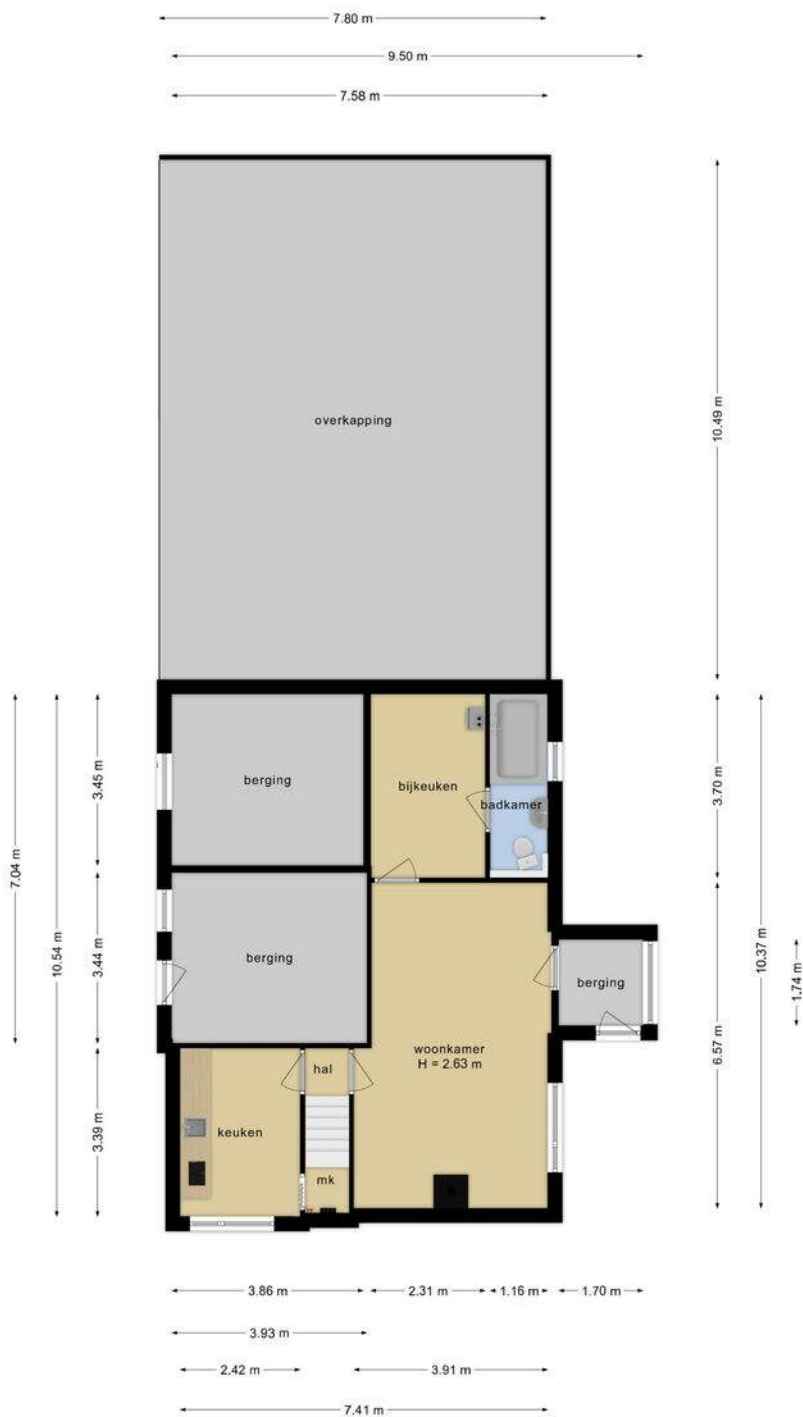 7.80 m
9.50 m
7.58 m
overkapping
10.49 m
berging
bijkeuken
badkamer
3.45 m
3.70 m
7.04 m
10.54 m
3.44 m
berging
berging
10.37 m
1.74 m
6.57 m
woonkamer
H = 2.63 m
hal
keuken
3.39 m
mk
3.86 m
2.31 m
1.16 m
1.70 m
3.93 m
2.42 m
3.91 m
7.41 m